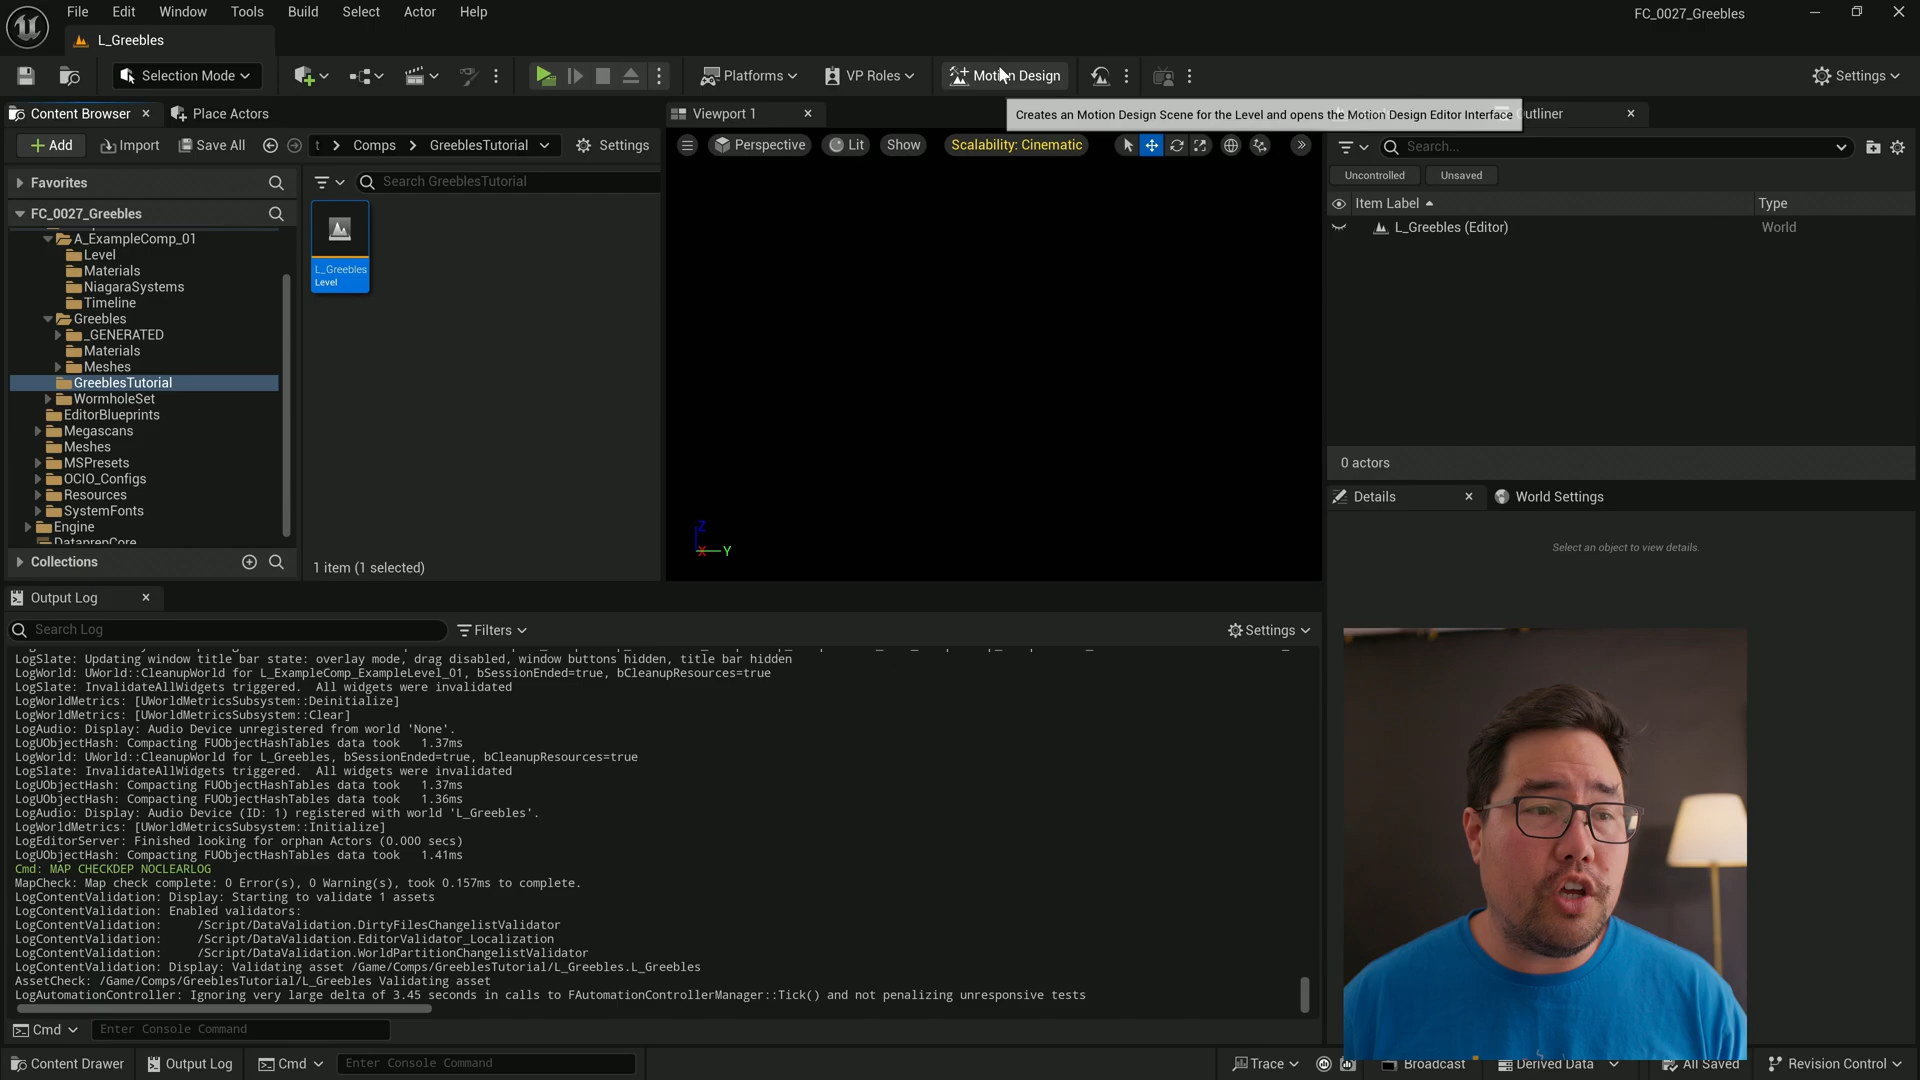 File Edit Window Tools Build Select Actor Help
FC_0027_Greebles
L_Greebles
Selection Mode
Platforms
VP Roles
Motion Design
Settings
Content Browser
Place Actors
Viewport 1
Creates an Motion Design Scene for the Level and opens the Motion Design Editor Interface
Outliner
Add
Import
Save All
Comps
GreeblesTutorial
Settings
Perspective
Lit
Show
Scalability: Cinematic
Search...
Favorites
Search GreeblesTutorial
Uncontrolled
Unsaved
FC_0027_Greebles
Item Label
Type
L_Greebles (Editor)
World
A_ExampleComp_01
Level
Materials
NiagaraSystems
Timeline
Greebles
_GENERATED
Materials
Meshes
GreeblesTutorial
WormholeSet
EditorBlueprints
Megascans
Meshes
MSPresets
OCIO_Configs
Resources
SystemFonts
Engine
DataprepCore
L_Greebles
Level
Z
X
Y
0 actors
Details
World Settings
Select an object to view details.
Collections
1 item (1 selected)
Output Log
Search Log
Filters
Settings
LogSlate: Updating window title bar state: overlay mode, drag disabled, window buttons hidden, title bar hidden
LogWorld: UWorld::CleanupWorld for L_ExampleComp_ExampleLevel_01, bSessionEnded=true, bCleanupResources=true
LogSlate: InvalidateAllWidgets triggered.  All widgets were invalidated
LogWorldMetrics: [UWorldMetricsSubsystem::Deinitialize]
LogWorldMetrics: [UWorldMetricsSubsystem::Clear]
LogAudio: Display: Audio Device unregistered from world 'None'.
LogUObjectHash: Compacting FUObjectHashTables data took   1.37ms
LogWorld: UWorld::CleanupWorld for L_Greebles, bSessionEnded=true, bCleanupResources=true
LogSlate: InvalidateAllWidgets triggered.  All widgets were invalidated
LogUObjectHash: Compacting FUObjectHashTables data took   1.37ms
LogUObjectHash: Compacting FUObjectHashTables data took   1.36ms
LogAudio: Display: Audio Device (ID: 1) registered with world 'L_Greebles'.
LogWorldMetrics: [UWorldMetricsSubsystem::Initialize]
LogEditorServer: Finished looking for orphan Actors (0.000 secs)
LogUObjectHash: Compacting FUObjectHashTables data took   1.41ms
Cmd: MAP CHECKDEP NOCLEARLOG
MapCheck: Map check complete: 0 Error(s), 0 Warning(s), took 0.157ms to complete.
LogContentValidation: Display: Starting to validate 1 assets
LogContentValidation: Enabled validators:
LogContentValidation:     /Script/DataValidation.DirtyFilesChangelistValidator
LogContentValidation:     /Script/DataValidation.EditorValidator_Localization
LogContentValidation:     /Script/DataValidation.WorldPartitionChangelistValidator
LogContentValidation: Display: Validating asset /Game/Comps/GreeblesTutorial/L_Greebles.L_Greebles
AssetCheck: /Game/Comps/GreeblesTutorial/L_Greebles Validating asset
LogAutomationController: Ignoring very large delta of 3.45 seconds in calls to FAutomationControllerManager::Tick() and not penalizing unresponsive tests
Cmd
Enter Console Command
Content Drawer
Output Log
Cmd
Enter Console Command
Trace
Broadcast
Derived Data
All Saved
Revision Control